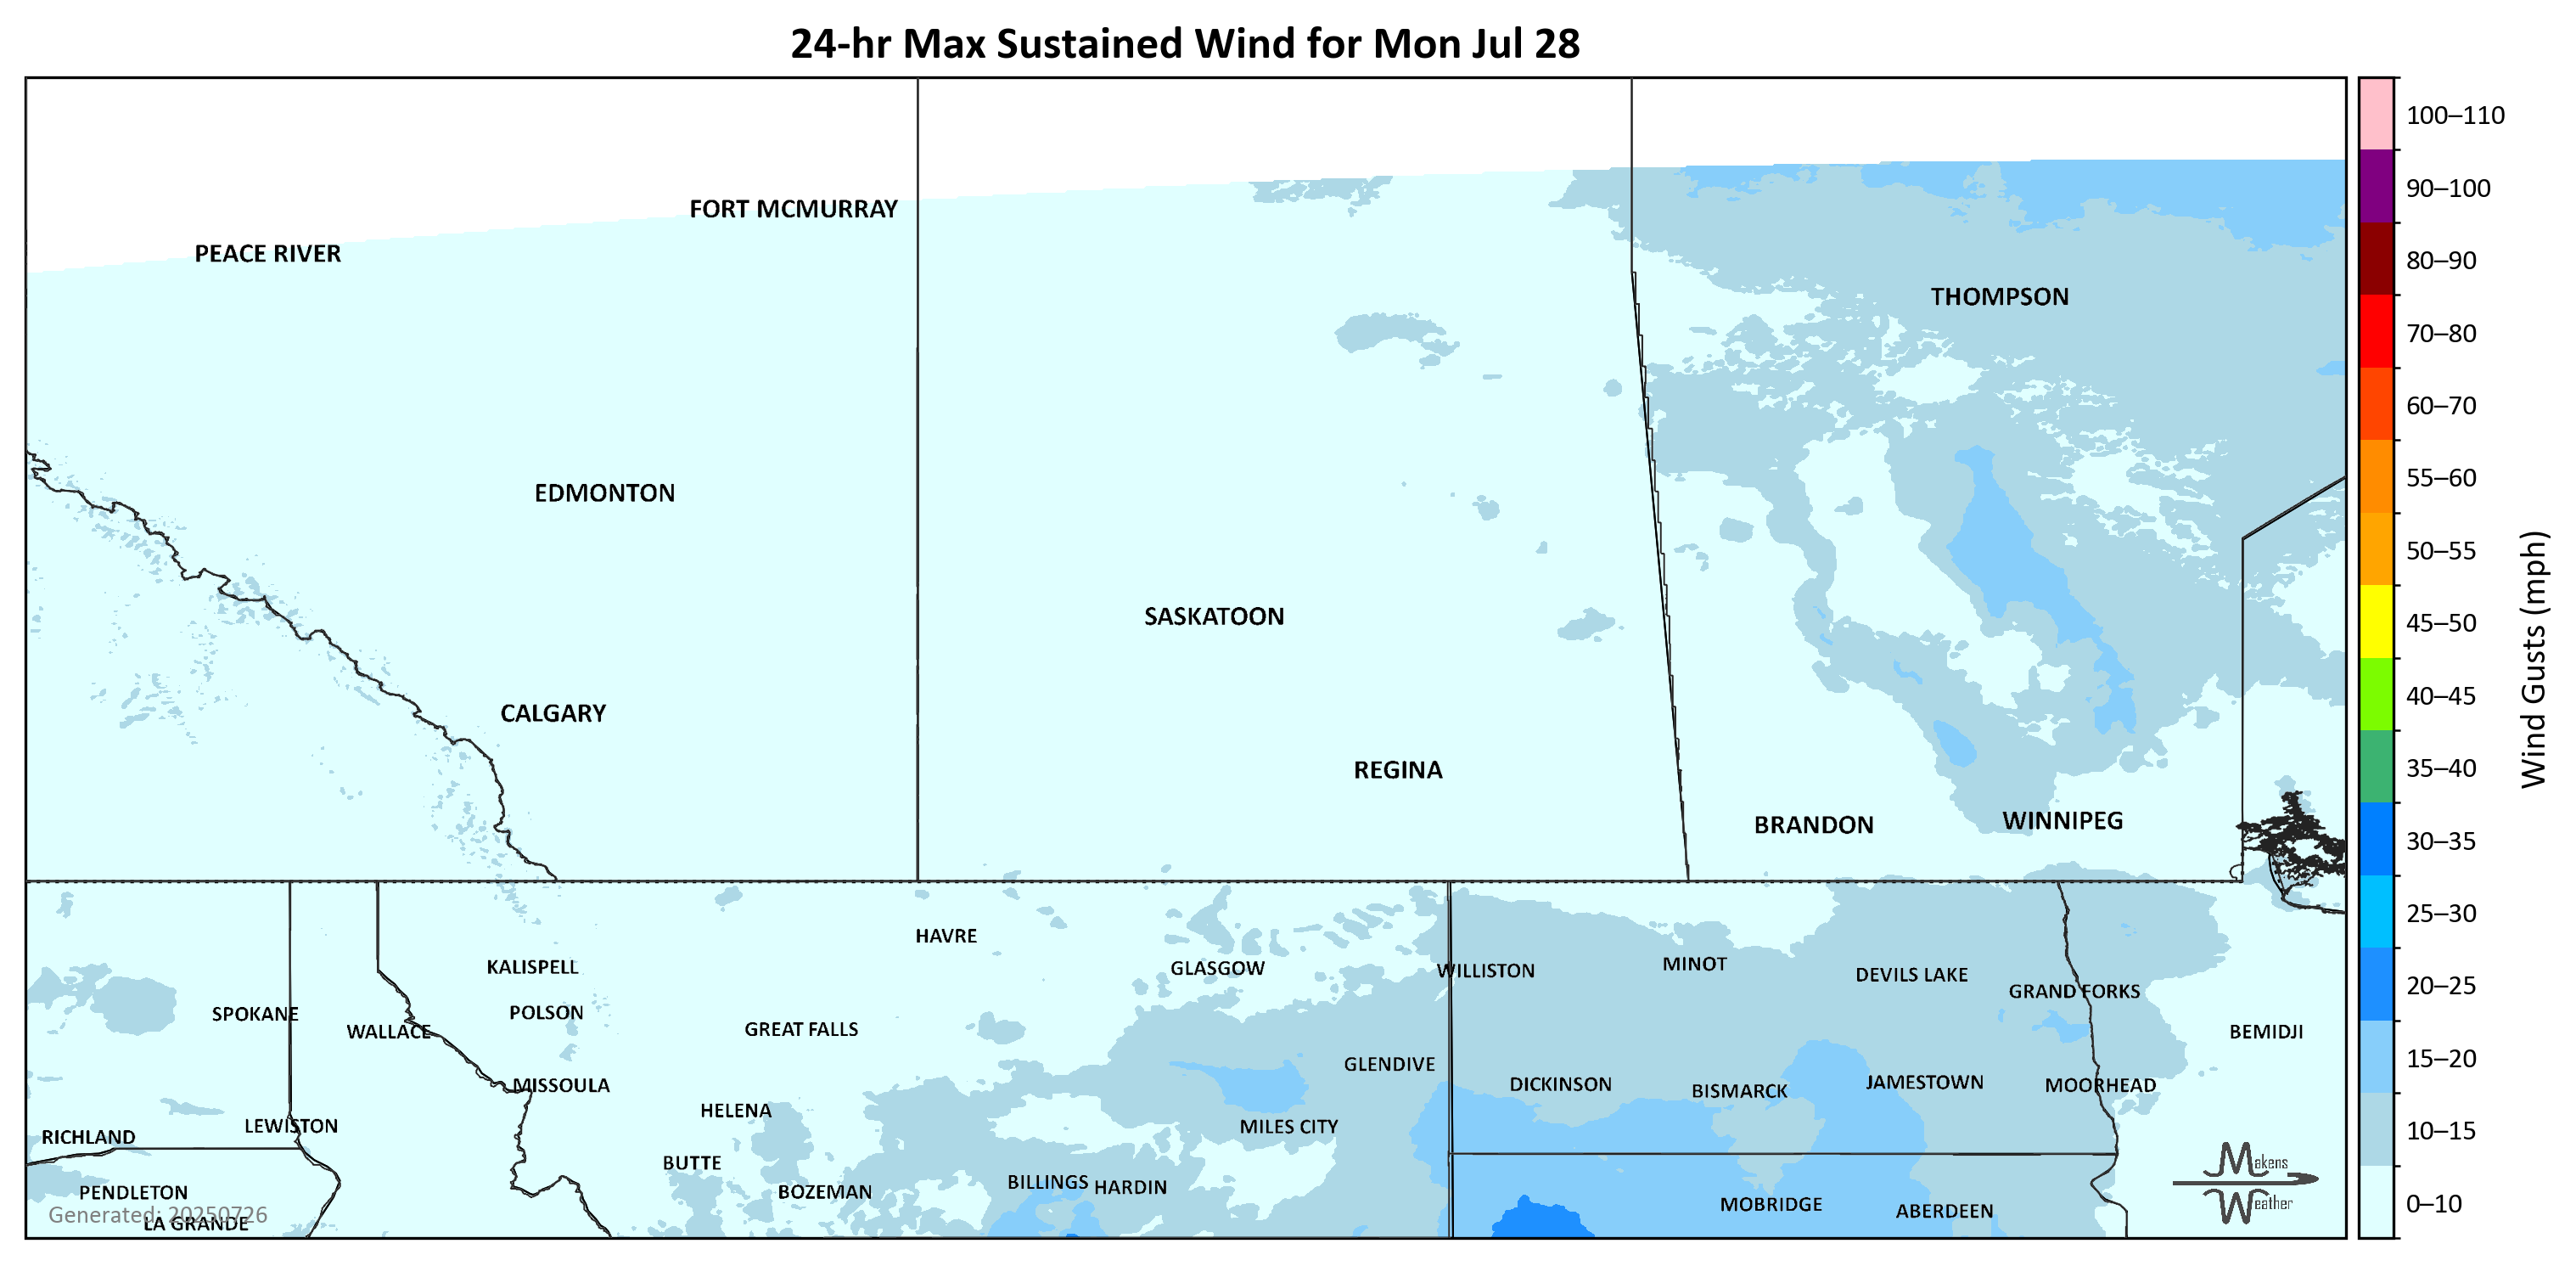 24-hr Max Sustained Wind for Mon Jul 28
100–110
90–100
FORT MCMURRAY
PEACE RIVER
80–90
THOMPSON
70–80
60–70
55–60
EDMONTON
50–55
SASKATOON
45–50
Wind Gusts (mph)
CALGARY
40–45
REGINA
35–40
BRANDON
WINNIPEG
30–35
25–30
HAVRE
KALISPELL
GLASGOW
WILLISTON
MINOT
DEVILS LAKE
GRAND FORKS
20–25
SPOKANE
POLSON
WALLACE
GREAT FALLS
BEMIDJI
15–20
GLENDIVE
MISSOULA
DICKINSON
BISMARCK
JAMESTOWN
MOORHEAD
HELENA
LEWISTON
MILES CITY
10–15
RICHLAND
BUTTE
Makens
PENDLETON
BOZEMAN
BILLINGS
HARDIN
MOBRIDGE
ABERDEEN
Weather
0–10
Generated: 20250726
LA GRANDE